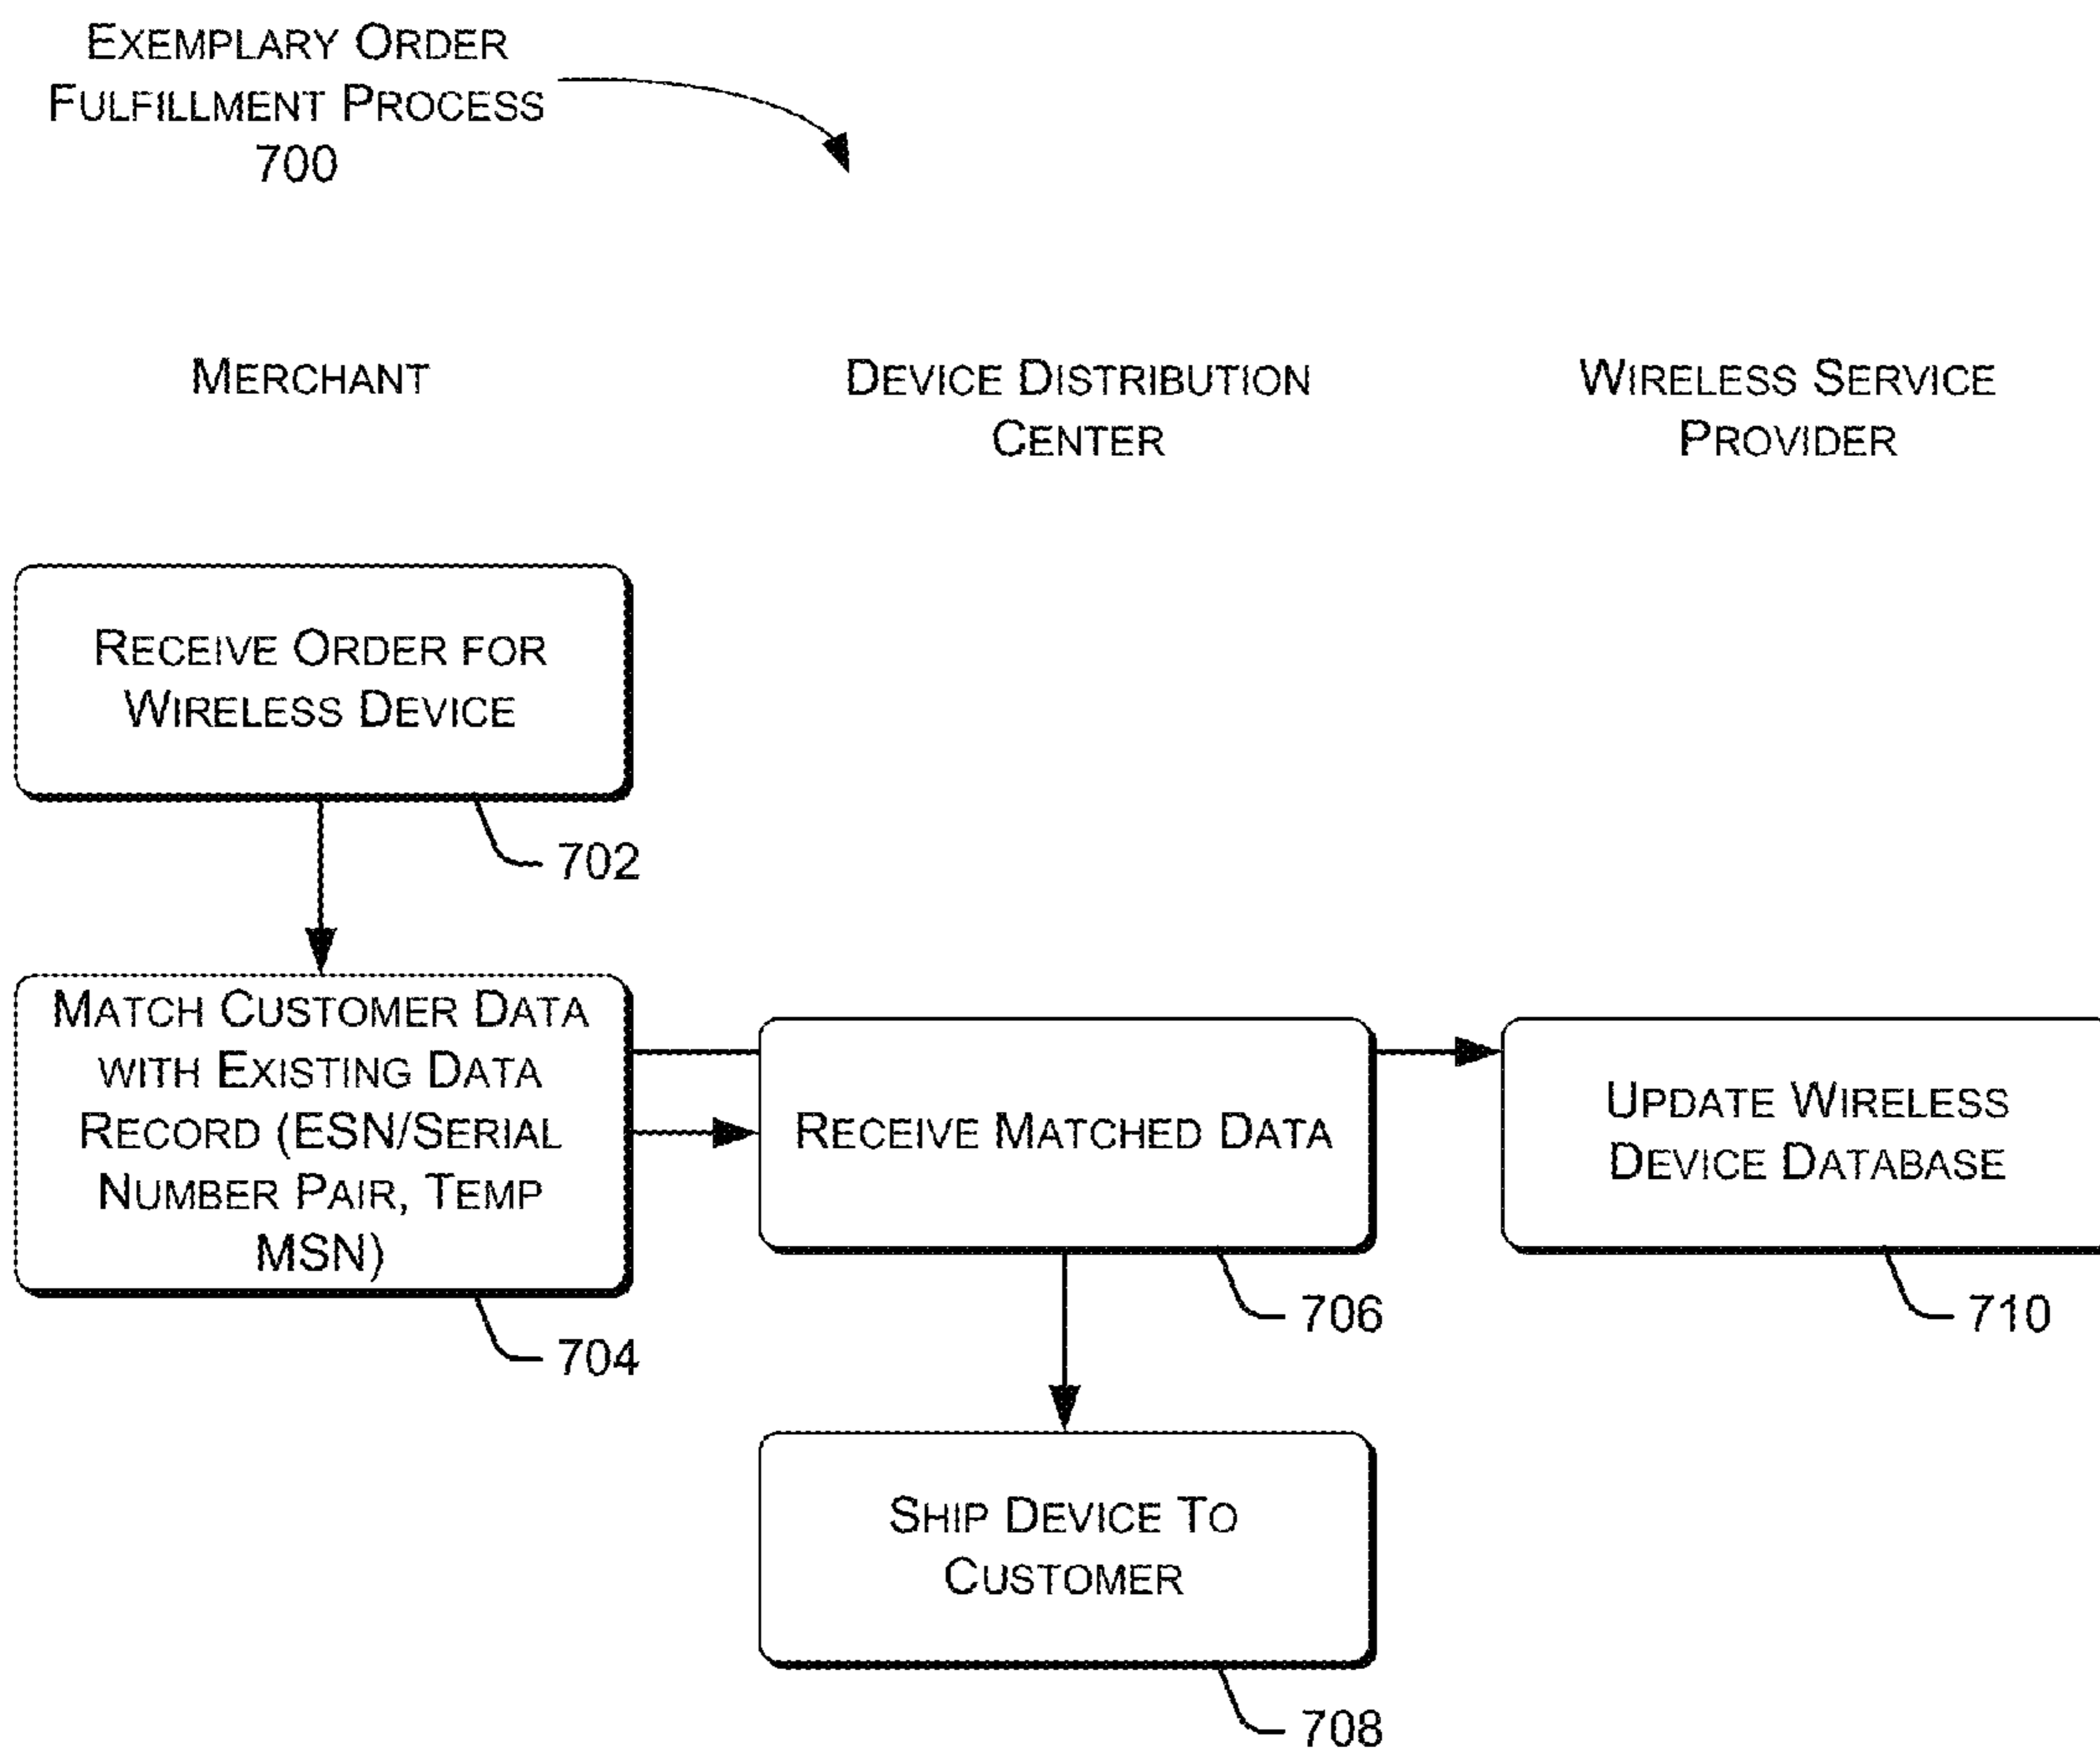 EXEMPLARY ORDER
FULFILLMENT PROCESS
700
MERCHANT
DEVICE DISTRIBUTION
CENTER
WIRELESS SERVICE
PROVIDER
RECEIVE ORDER FOR
WIRELESS DEVICE
702
MATCH CUSTOMER DATA
WITH EXISTING DATA
RECORD (ESN/SERIAL
NUMBER PAIR, TEMP
MSN)
704
RECEIVE MATCHED DATA
706
UPDATE WIRELESS
DEVICE DATABASE
710
SHIP DEVICE TO
CUSTOMER
708